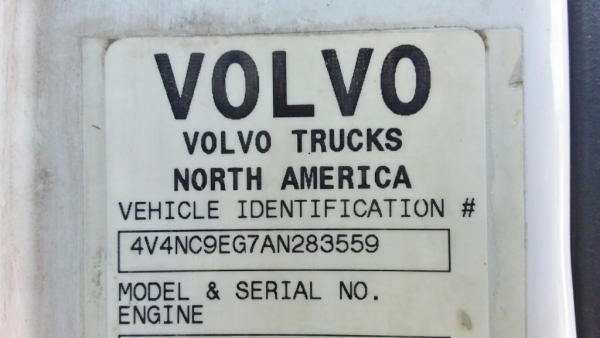 VOLVO
VOLVO TRUCKS
NORTH AMERICA
VEHICLE IDENTIFICATION #
4V4NC9EG7AN283559
MODEL & SERIAL NO.
ENGINE